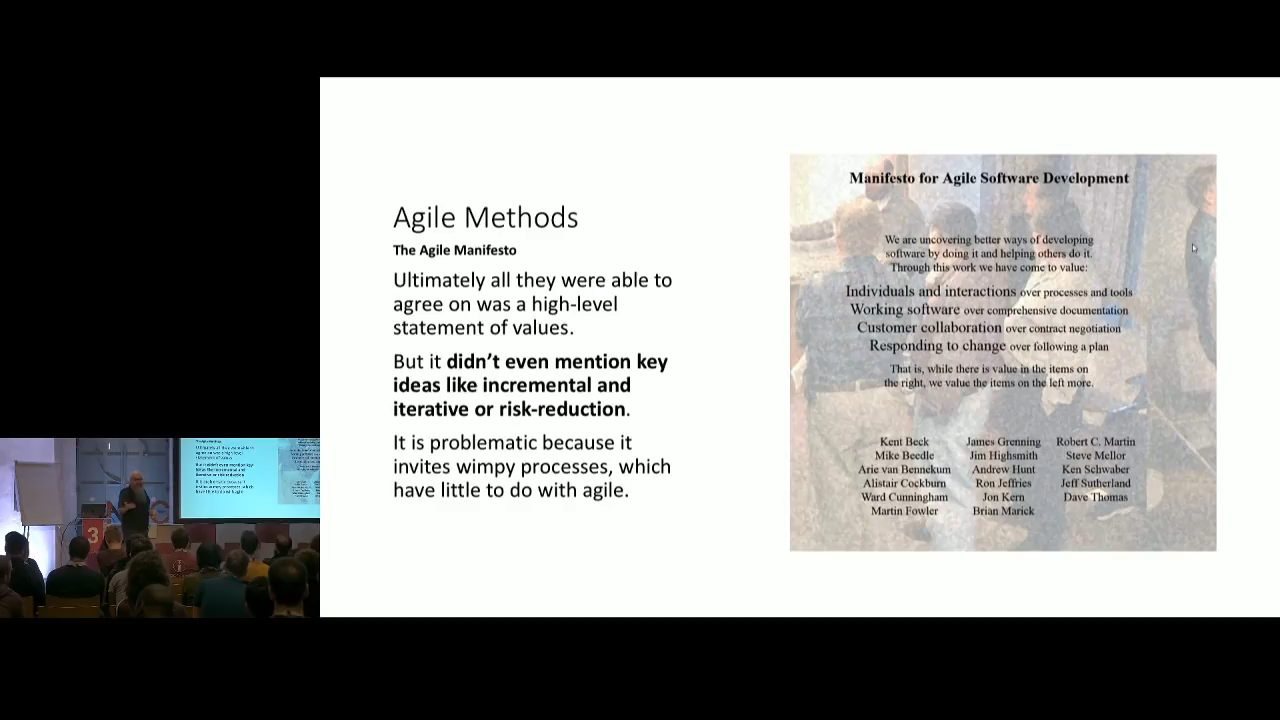 Agile Methods
The Agile Manifesto
Ultimately all they were able to
agree on was a high-level
statement of values.
But it didn’t even mention key
ideas like incremental and
iterative or risk-reduction.
It is problematic because it
invites wimpy processes, which
have little to do with agile.
Manifesto for Agile Software Development
We are uncovering better ways of developing
software by doing it and helping others do it.
Through this work we have come to value:
Individuals and interactions over processes and tools
Working software over comprehensive documentation
Customer collaboration over contract negotiation
Responding to change over following a plan
That is, while there is value in the items on
the right, we value the items on the left more.
Kent Beck
Mike Beedle
Arie van Bennekum
Alistair Cockburn
Ward Cunningham
Martin Fowler
James Grenning
Jim Highsmith
Andrew Hunt
Ron Jeffries
Jon Kern
Brian Marick
Robert C. Martin
Steve Mellor
Ken Schwaber
Jeff Sutherland
Dave Thomas
3